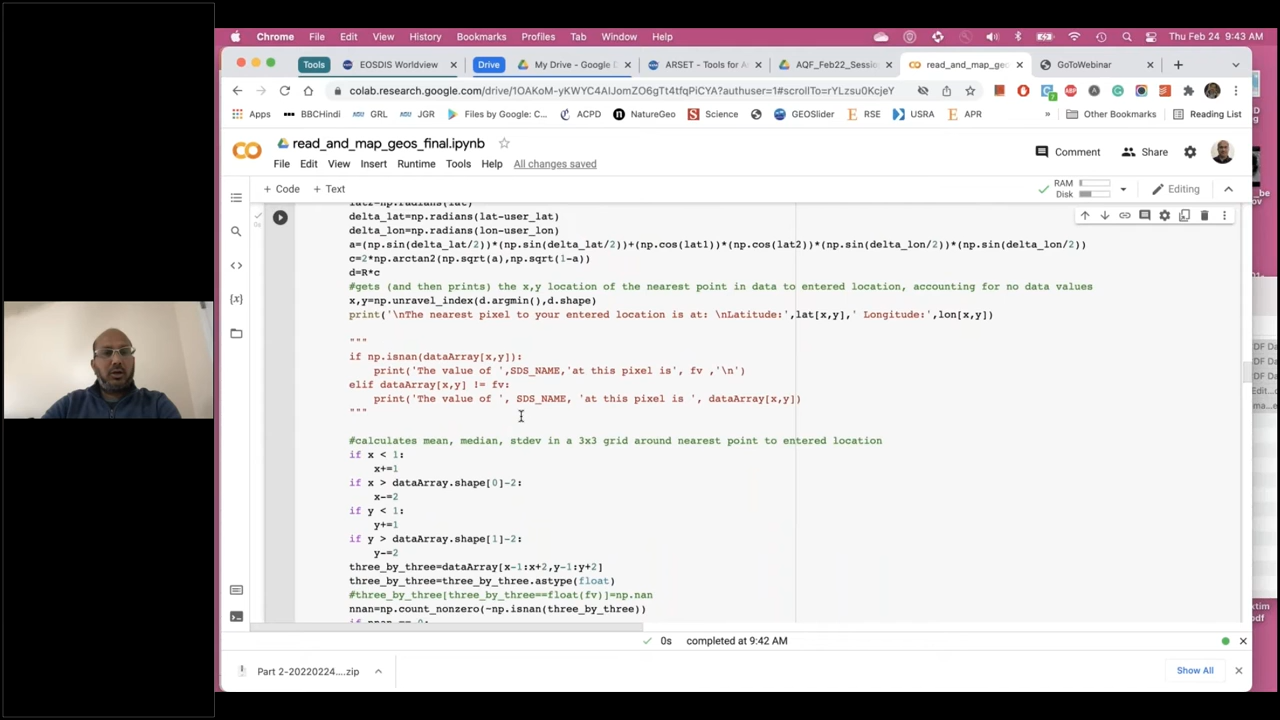 Chrome File Edit View History Bookmarks Profiles Tab Window Help Thu Feb 24 9:43 AM
Tools EOSDIS Worldview Drive My Drive - Google D ARSET - Tools for A AQF_Feb22_Sessio read_and_map_ge GoToWebinar
colab.research.google.com/drive/1OAKoM-yKWYC4AlJomZO6gTt4tfqPiCYA?authuser=1#scrollTo=rYLzsu0KcjeY
Apps BBCHindi GRL JGR Files by Google: C... ACPD NatureGeo Science GEOSlider RSE USRA APR » Other Bookmarks Reading List
read_and_map_geos_final.ipynb
File Edit View Insert Runtime Tools Help All changes saved
Comment Share
+ Code + Text
RAM
Disk
Editing
delta_lat=np.radians(lat-user_lat)
delta_lon=np.radians(lon-user_lon)
a=(np.sin(delta_lat/2))*(np.sin(delta_lat/2))+(np.cos(lat1))*(np.cos(lat2))*(np.sin(delta_lon/2))*(np.sin(delta_lon/2))
c=2*np.arctan2(np.sqrt(a),np.sqrt(1-a))
d=R*c
#gets (and then prints) the x,y location of the nearest point in data to entered location, accounting for no data values
x,y=np.unravel_index(d.argmin(),d.shape)
print('\nThe nearest pixel to your entered location is at: \nLatitude:',lat[x,y],' Longitude:',lon[x,y])
"""
if np.isnan(dataArray[x,y]):
print('The value of ',SDS_NAME,'at this pixel is', fv ,'\n')
elif dataArray[x,y] != fv:
print('The value of ', SDS_NAME, 'at this pixel is ', dataArray[x,y])
"""
#calculates mean, median, stdev in a 3x3 grid around nearest point to entered location
if x < 1:
x+=1
if x > dataArray.shape[0]-2:
x-=2
if y < 1:
y+=1
if y > dataArray.shape[1]-2:
y-=2
three_by_three=dataArray[x-1:x+2,y-1:y+2]
three_by_three=three_by_three.astype(float)
#three_by_three[three_by_three==float(fv)]=np.nan
nnan=np.count_nonzero(~np.isnan(three_by_three))
0s completed at 9:42 AM
Part 2-20220224....zip
Show All